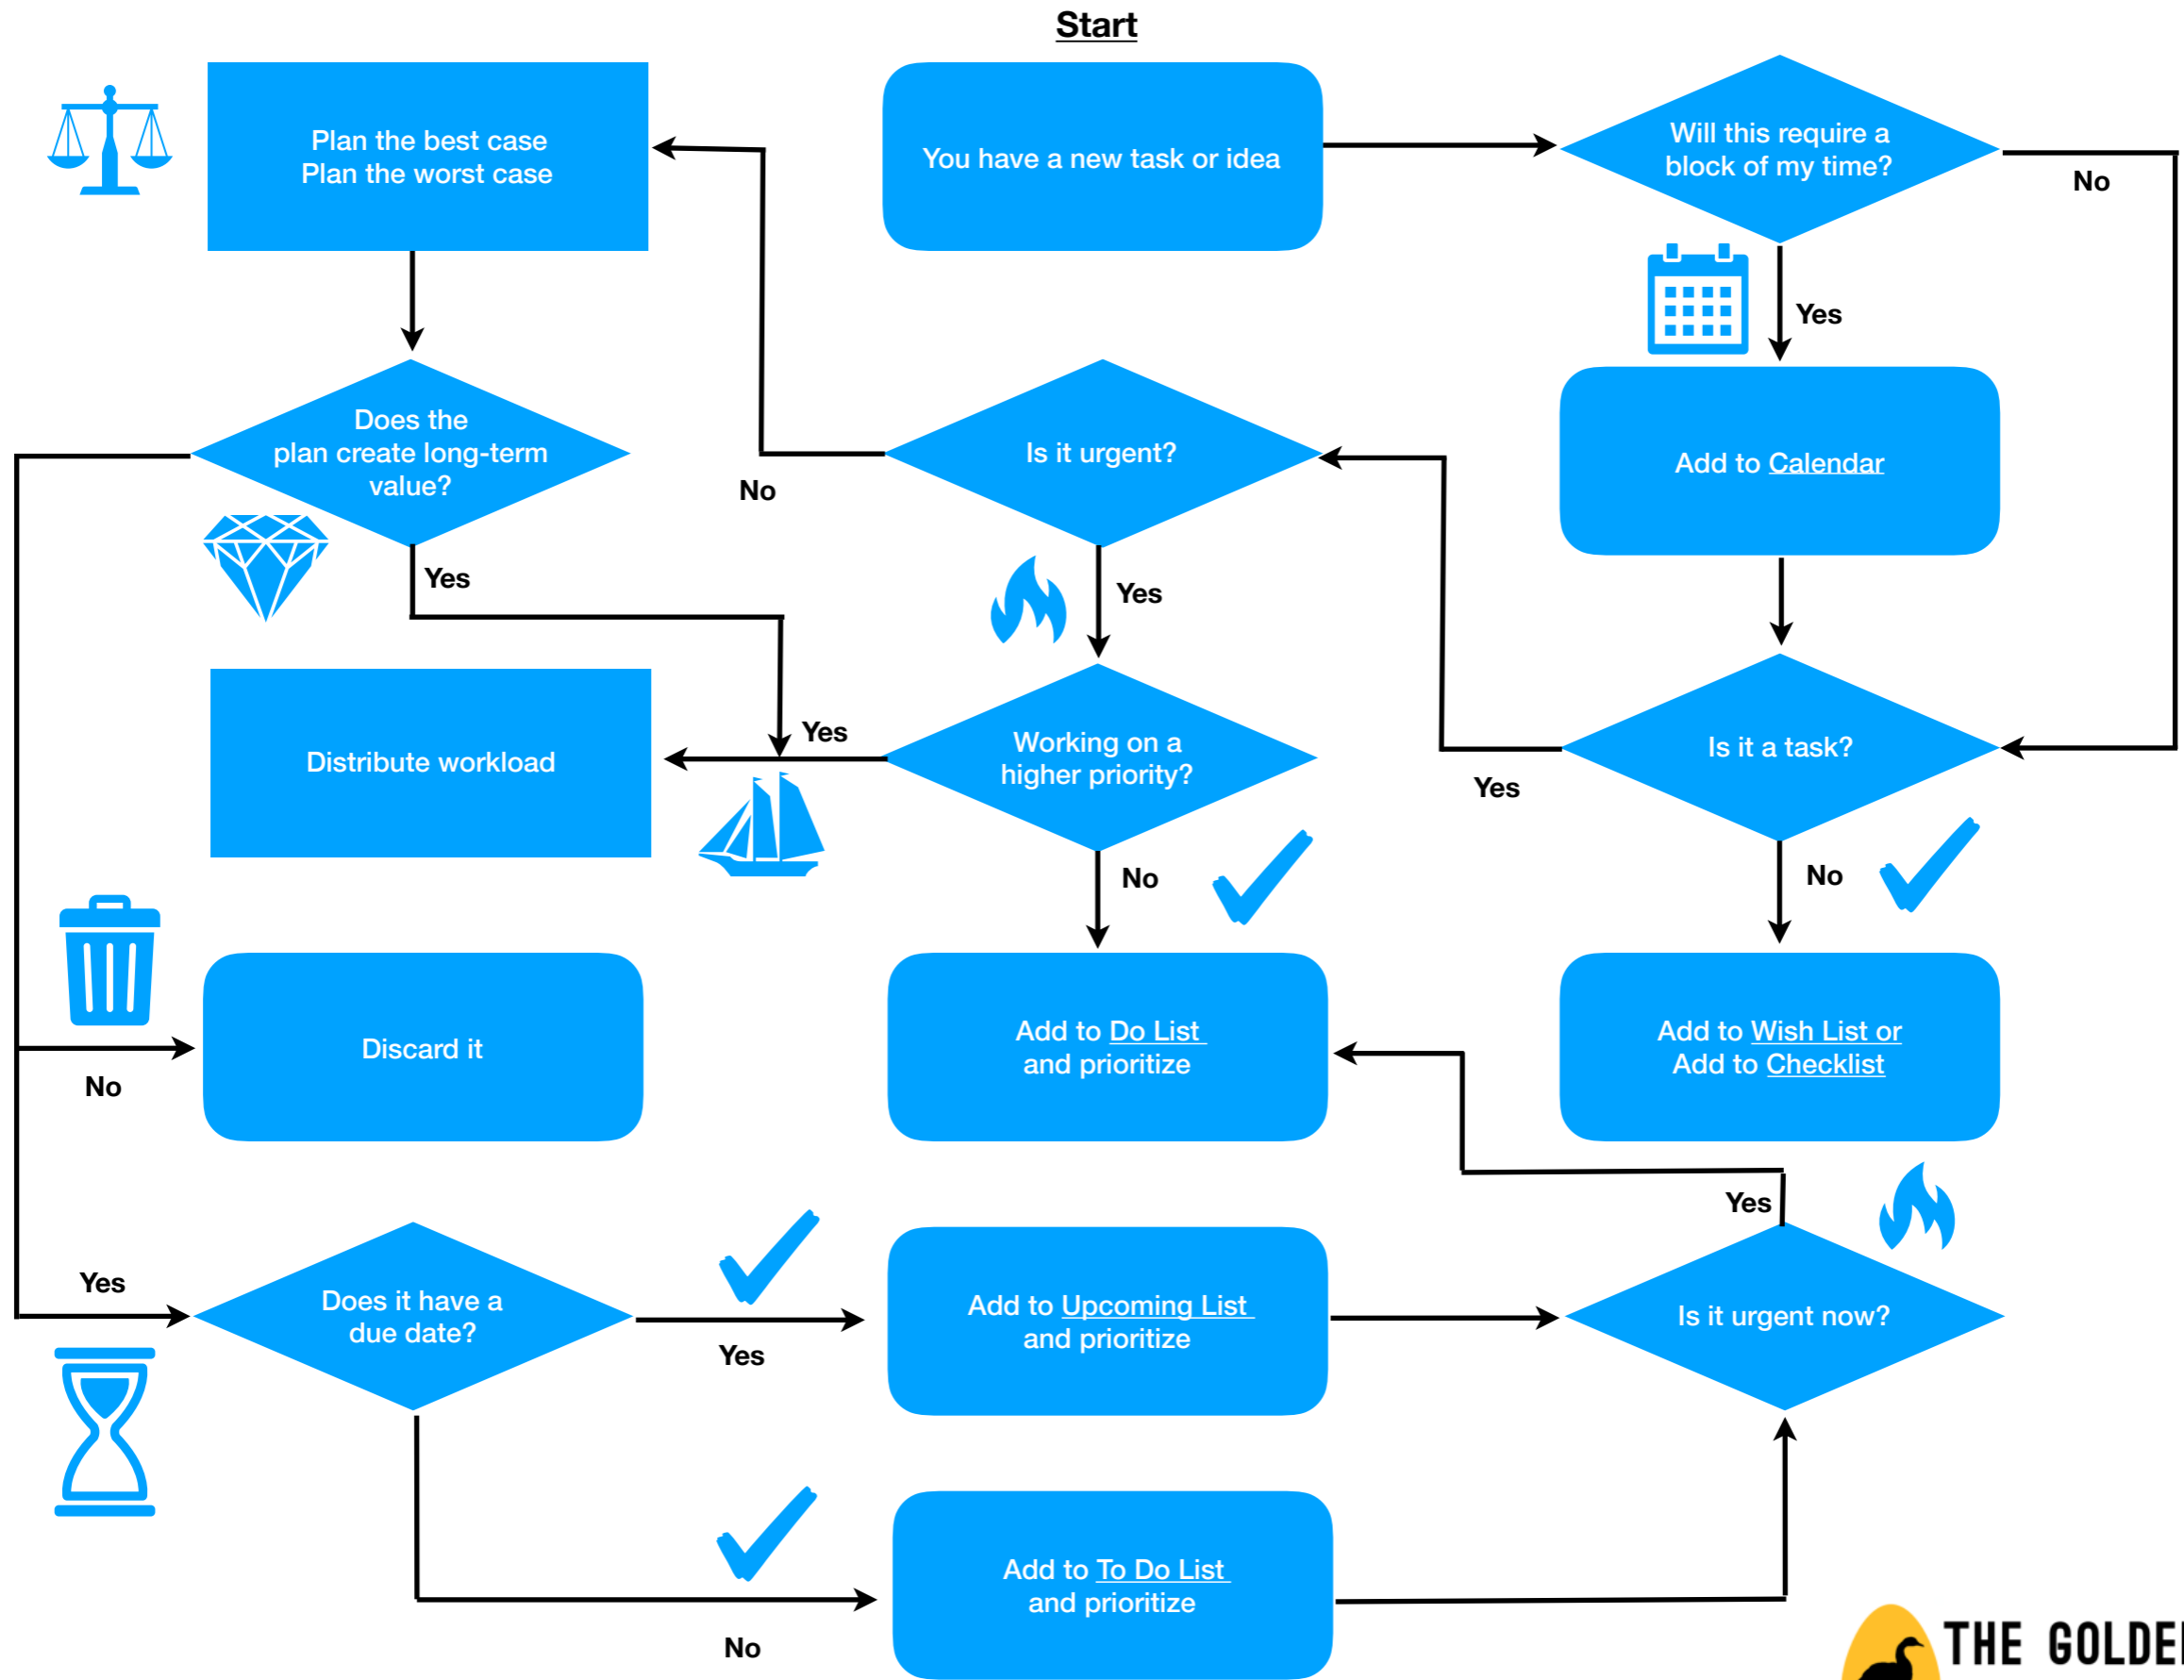 Start
Plan the best case
Plan the worst case
You have a new task or idea
Will this require a
block of my time?
No
Yes
Does the
plan create long-term
value?
Is it urgent?
Add to Calendar
No
Yes
Yes
Distribute workload
Yes
Working on a
higher priority?
Is it a task?
Yes
No
No
Discard it
No
Add to Do List
and prioritize
Add to Wish List or
Add to Checklist
Yes
Yes
Does it have a
due date?
Yes
Add to Upcoming List
and prioritize
Is it urgent now?
Add to To Do List
and prioritize
No
THE